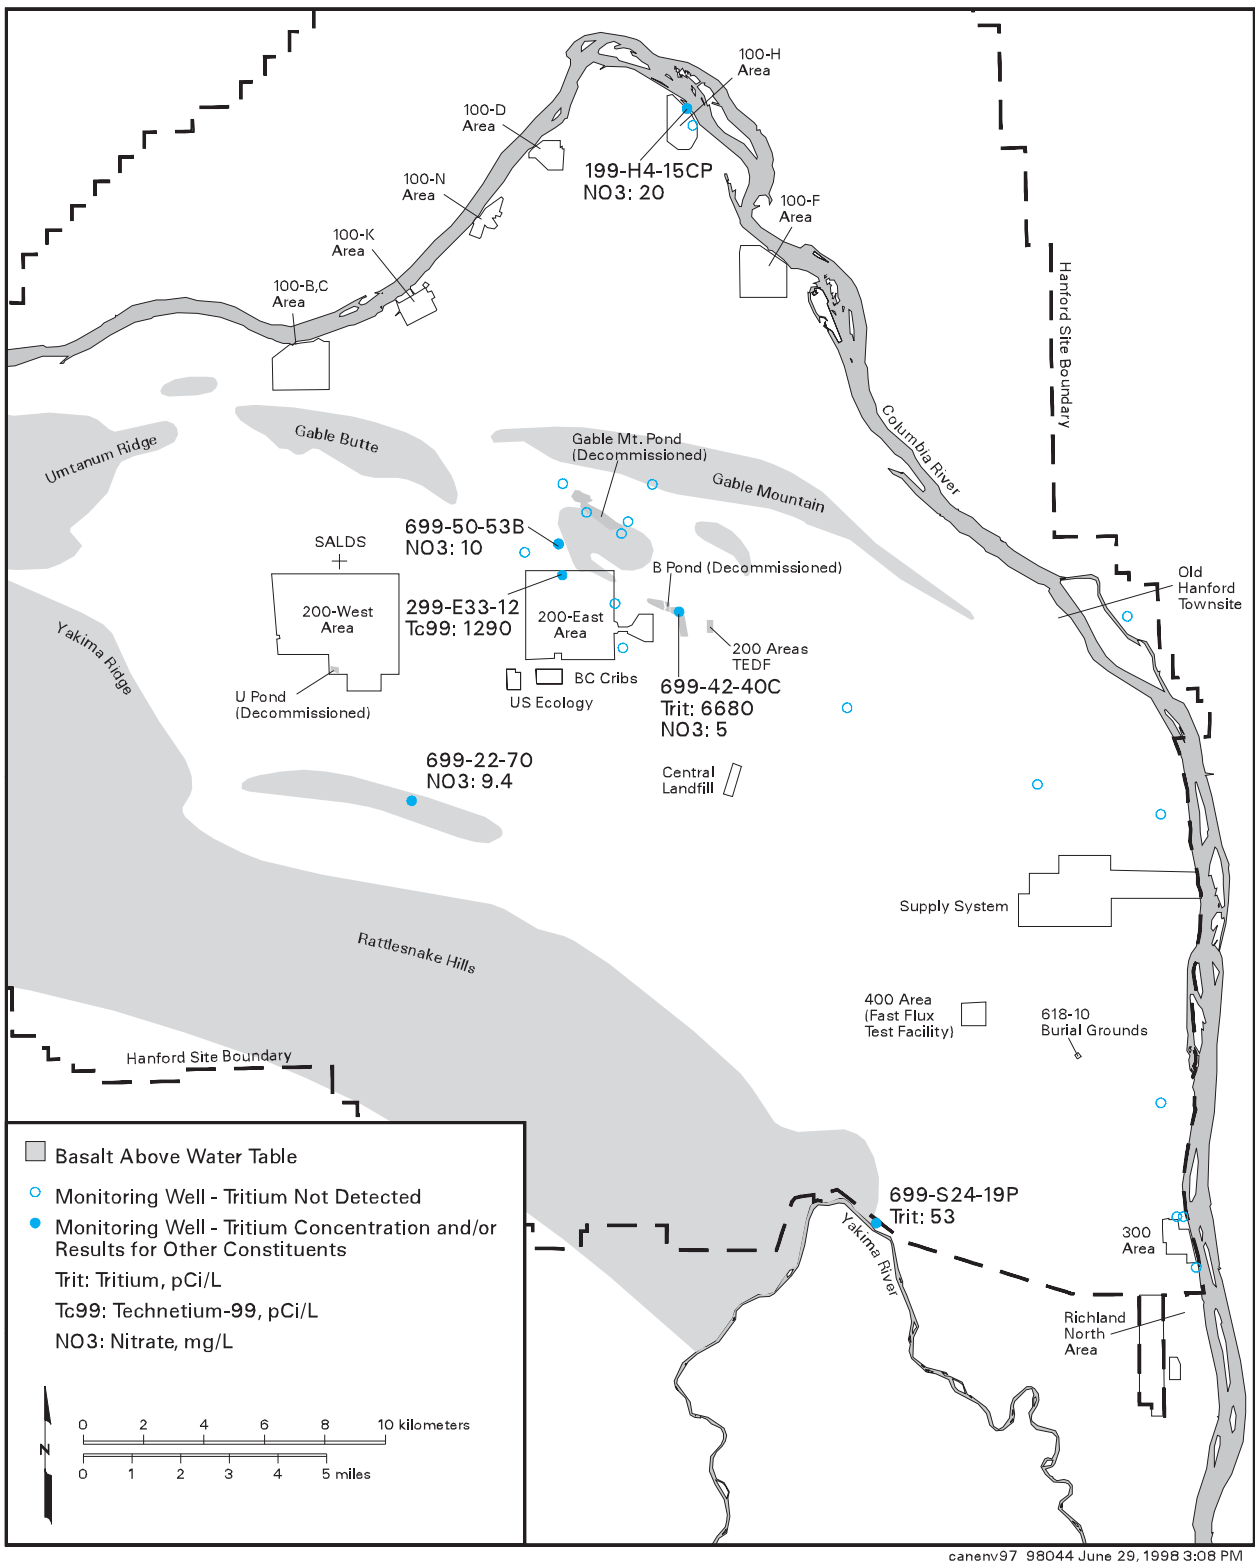 100-H
Area
100-D
Area
199-H4-15CP
NO3: 20
100-N
Area
100-F
Area
100-K
Area
100-B,C
Area
Hanford Site Boundary
Columbia River
Umtanum Ridge
Gable Butte
Gable Mt. Pond
(Decommissioned)
Gable Mountain
699-50-53B
NO3: 10
SALDS
B Pond (Decommissioned)
Old
Hanford
Townsite
200-West
Area
299-E33-12
Tc99: 1290
200-East
Area
Yakima Ridge
200 Areas
TEDF
BC Cribs
US Ecology
U Pond
(Decommissioned)
699-42-40C
Trit: 6680
NO3: 5
699-22-70
NO3: 9.4
Central
Landfill
Supply System
Rattlesnake Hills
400 Area
(Fast Flux
Test Facility)
618-10
Burial Grounds
Hanford Site Boundary
699-S24-19P
Trit: 53
Yakima River
300
Area
Richland
North
Area
Basalt Above Water Table
Monitoring Well - Tritium Not Detected
Monitoring Well - Tritium Concentration and/or
Results for Other Constituents
Trit: Tritium, pCi/L
Tc99: Technetium-99, pCi/L
NO3: Nitrate, mg/L
N
0 2 4 6 8 10 kilometers
0 1 2 3 4 5 miles
canenv97 98044 June 29, 1998 3:08 PM